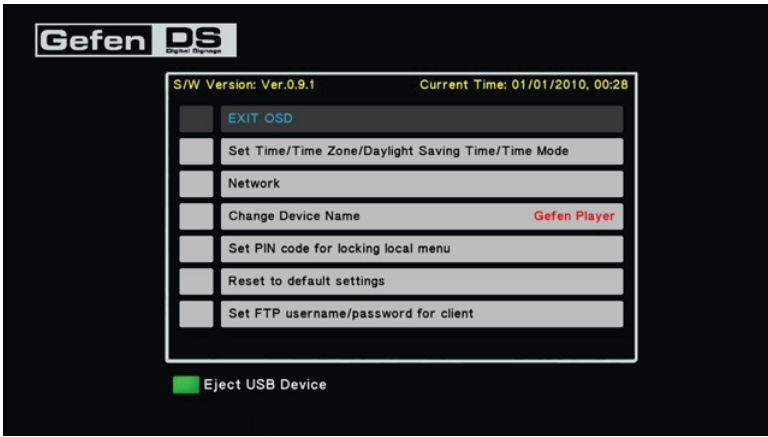 Gefen DS
Digital Signage
S/W Version: Ver.0.9.1 Current Time: 01/01/2010, 00:28
EXIT OSD
Set Time/Time Zone/Daylight Saving Time/Time Mode
Network
Change Device Name Gefen Player
Set PIN code for locking local menu
Reset to default settings
Set FTP username/password for client
Eject USB Device